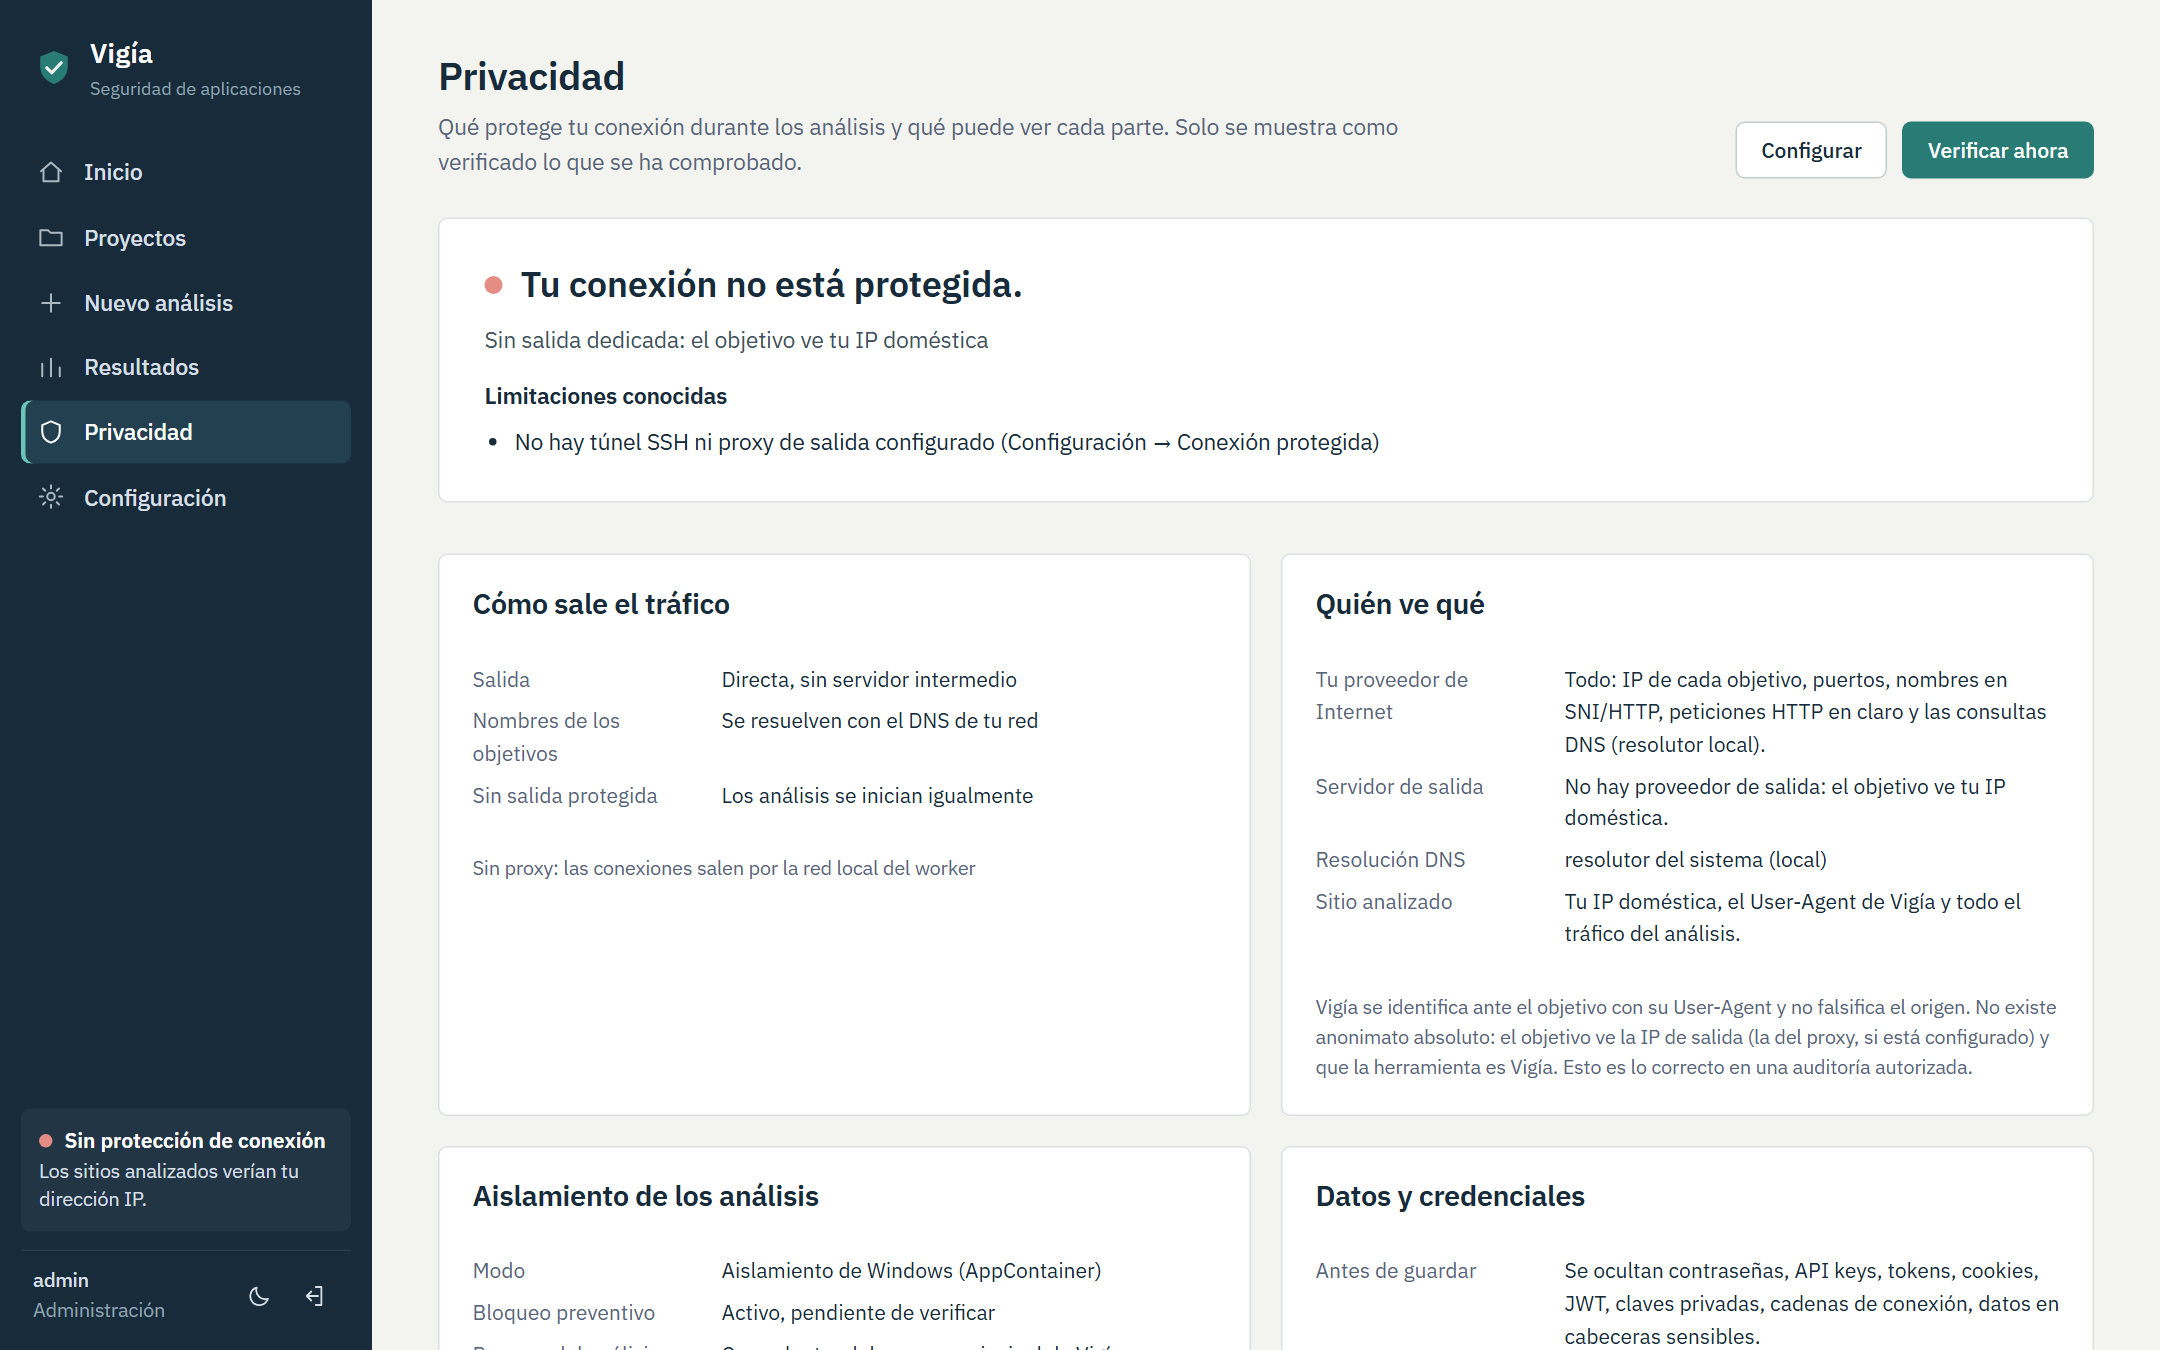 Vigía
Seguridad de aplicaciones
Inicio
Proyectos
Nuevo análisis
Resultados
Privacidad
Configuración
Sin protección de conexión
Los sitios analizados verían tu
dirección IP.
admin
Administración
Privacidad
Qué protege tu conexión durante los análisis y qué puede ver cada parte. Solo se muestra como
verificado lo que se ha comprobado.
Configurar
Verificar ahora
Tu conexión no está protegida.
Sin salida dedicada: el objetivo ve tu IP doméstica
Limitaciones conocidas
• No hay túnel SSH ni proxy de salida configurado (Configuración → Conexión protegida)
Cómo sale el tráfico
Salida
Directa, sin servidor intermedio
Nombres de los
objetivos
Se resuelven con el DNS de tu red
Sin salida protegida
Los análisis se inician igualmente
Sin proxy: las conexiones salen por la red local del worker
Quién ve qué
Tu proveedor de
Internet
Todo: IP de cada objetivo, puertos, nombres en
SNI/HTTP, peticiones HTTP en claro y las consultas
DNS (resolutor local).
Servidor de salida
No hay proveedor de salida: el objetivo ve tu IP
doméstica.
Resolución DNS
resolutor del sistema (local)
Sitio analizado
Tu IP doméstica, el User-Agent de Vigía y todo el
tráfico del análisis.
Vigía se identifica ante el objetivo con su User-Agent y no falsifica el origen. No existe
anonimato absoluto: el objetivo ve la IP de salida (la del proxy, si está configurado) y
que la herramienta es Vigía. Esto es lo correcto en una auditoría autorizada.
Aislamiento de los análisis
Modo
Aislamiento de Windows (AppContainer)
Bloqueo preventivo
Activo, pendiente de verificar
Datos y credenciales
Antes de guardar
Se ocultan contraseñas, API keys, tokens, cookies,
JWT, claves privadas, cadenas de conexión, datos en
cabeceras sensibles.